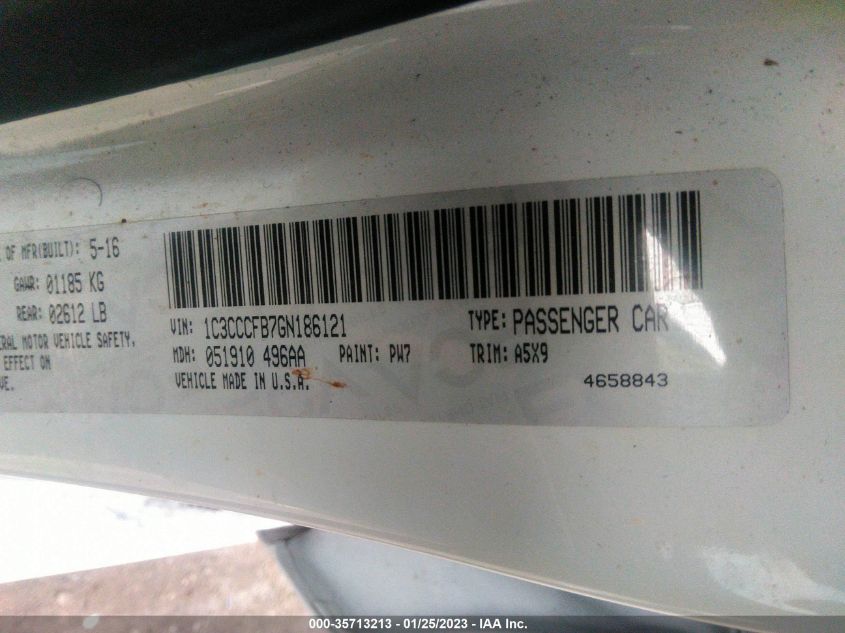 OF MFR(BUILT): 5-16
GAWR: 01185 KG
REAR: 02612 LB
MOTOR VEHICLE SAFETY,
EFFECT ON
VIN: 1C3CCCFB7GN186121 TYPE: PASSENGER CAR
MDH: 051910 496AA PAINT: PW7 TRIM: A5X9
VEHICLE MADE IN U.S.A. 4658843
000-35713213 - 01/25/2023 - IAA Inc.